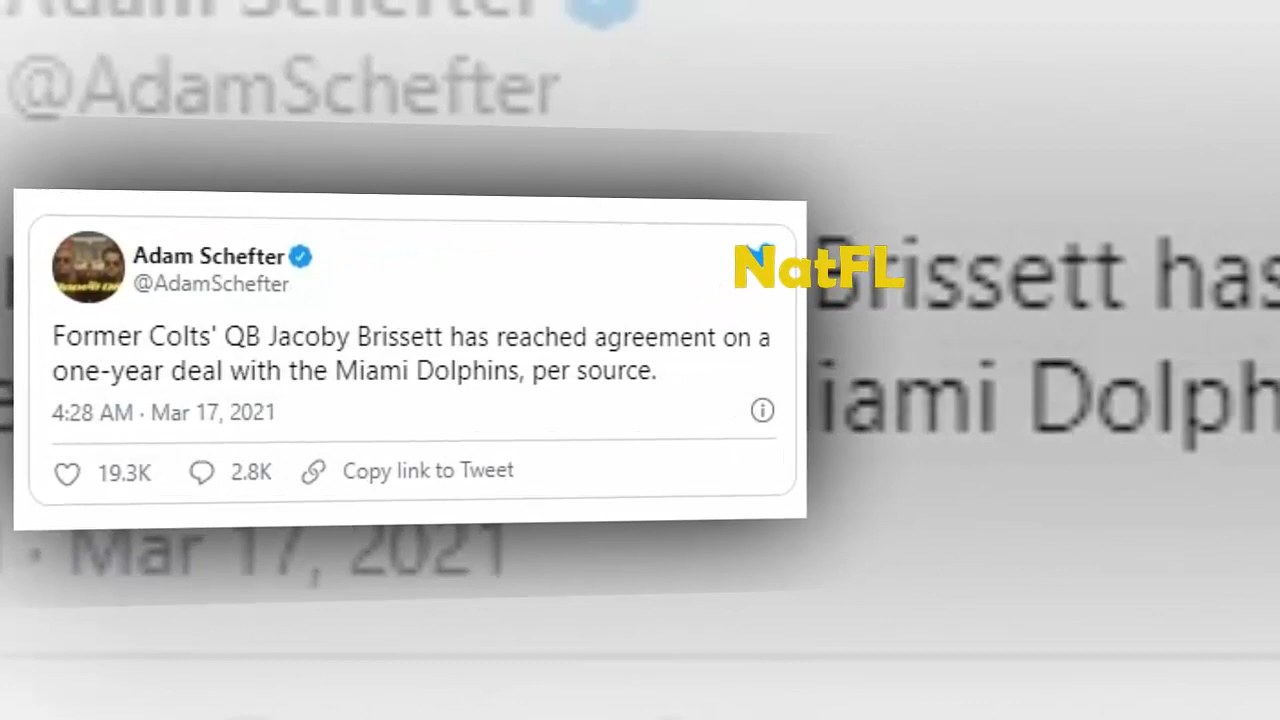 Adam Schefter
@AdamSchefter
Adam Schefter
@AdamSchefter
NatFL
Brissett has
Former Colts' QB Jacoby Brissett has reached agreement on a
one-year deal with the Miami Dolphins, per source.
iami Dolph
4:28 AM · Mar 17, 2021
19.3K 2.8K Copy link to Tweet
· Mar 17, 2021